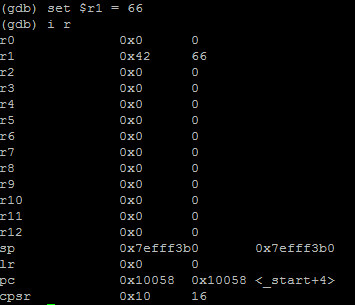 (gdb) set $r1 = 66
(gdb) i r
r0 0x0 0
r1 0x42 66
r2 0x0 0
r3 0x0 0
r4 0x0 0
r5 0x0 0
r6 0x0 0
r7 0x0 0
r8 0x0 0
r9 0x0 0
r10 0x0 0
r11 0x0 0
r12 0x0 0
sp 0x7efff3b0 0x7efff3b0
lr 0x0 0
pc 0x10058 0x10058 <_start+4>
cpsr 0x10 16